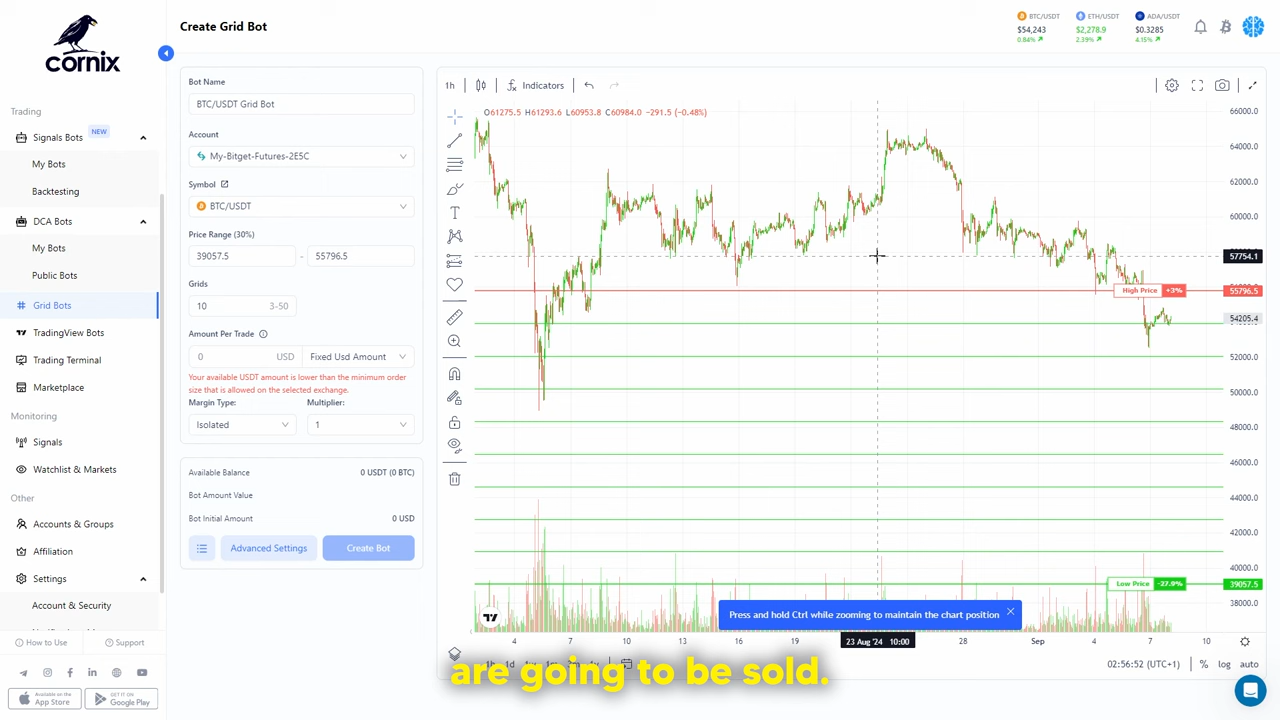 cornix
Trading
Signals Bots NEW
My Bots
Backtesting
DCA Bots
My Bots
Public Bots
Grid Bots
TradingView Bots
Trading Terminal
Marketplace
Monitoring
Signals
Watchlist & Markets
Other
Accounts & Groups
Affiliation
Settings
Account & Security
How to Use
Support
Available on the
App Store
GET IT ON
Google Play
Create Grid Bot
BTC/USDT
$54,243
0.84%
ETH/USDT
$2,278.9
2.39%
ADA/USDT
$0.3285
4.15%
Bot Name
BTC/USDT Grid Bot
Account
My-Bitget-Futures-2E5C
Symbol
BTC/USDT
Price Range (30%)
39057.5 - 55796.5
Grids
10 3-50
Amount Per Trade
0 USD Fixed Usd Amount
Your available USDT amount is lower than the minimum order
size that is allowed on the selected exchange.
Margin Type: Multiplier:
Isolated 1
Available Balance 0 USDT (0 BTC)
Bot Amount Value
Bot Initial Amount 0 USD
Advanced Settings
Create Bot
1h Indicators
O61275.5 H61293.6 L60953.8 C60984.0 -291.5 (-0.48%)
66000.0
64000.0
62000.0
60000.0
57754.1
High Price +3% 55796.5
54205.4
52000.0
50000.0
48000.0
46000.0
44000.0
42000.0
40000.0
Low Price -27.9% 39057.5
38000.0
Press and hold Ctrl while zooming to maintain the chart position
4 7 10 13 16 19 23 Aug '24 10:00 28 Sep 4 7 10
02:56:52 (UTC+1) % log auto
are going to be sold.